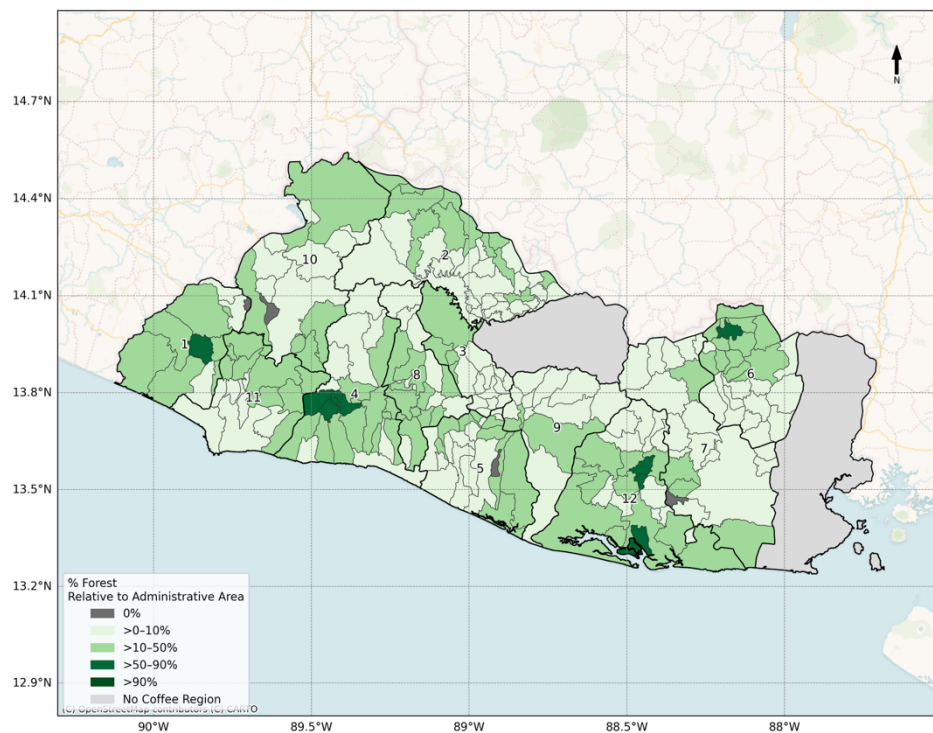 N
14.7°N
14.4°N
14.1°N
13.8°N
13.5°N
13.2°N
12.9°N
2
10
1
3
8
4
6
11
9
7
5
12
% Forest
Relative to Administrative Area
0%
>0–10%
>10–50%
>50–90%
>90%
No Coffee Region
(C) OpenStreetMap contributors (C) CARTO
90°W
89.5°W
89°W
88.5°W
88°W